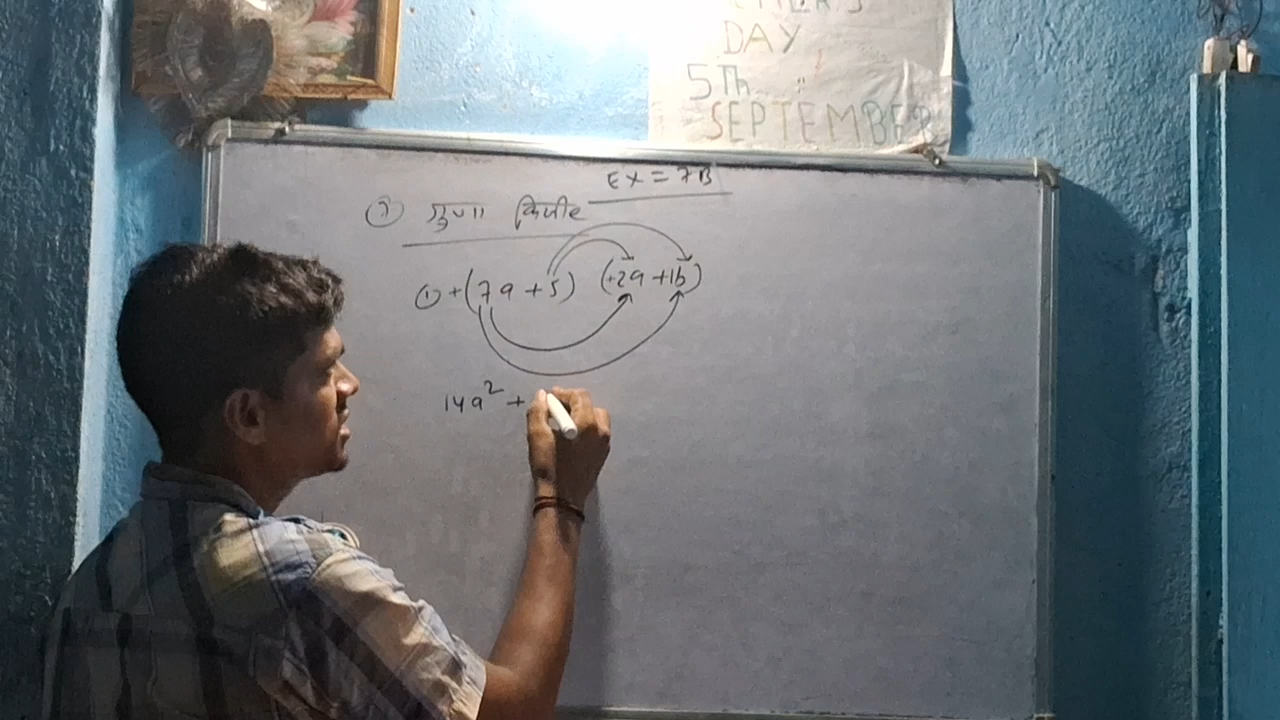 DAY
5Th "
SEPTEMBER
EX = 7B
① गुणा कीजिए
① +(7a +5) (+2a +1b)
14a² +